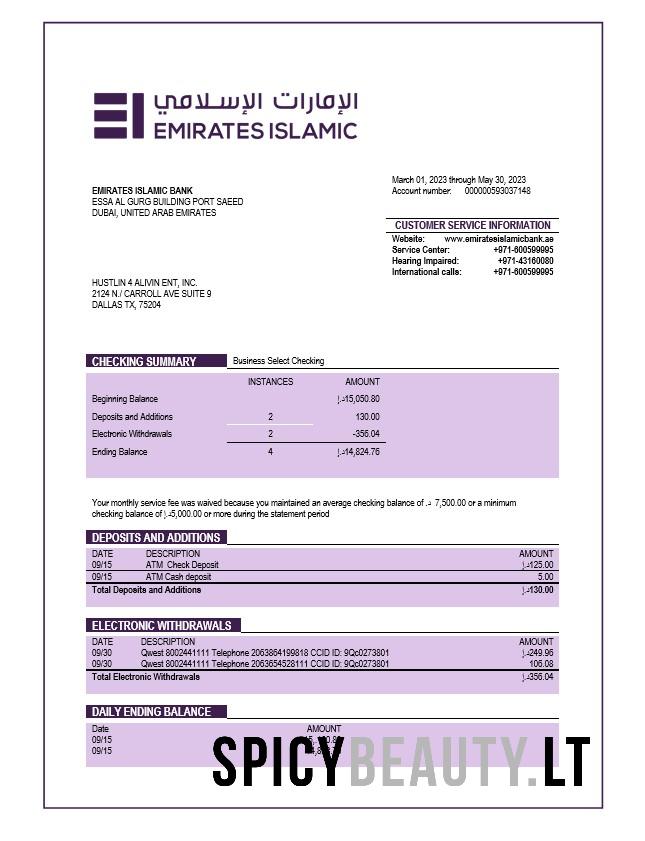 الإمارات الإسلامي
EMIRATES ISLAMIC
March 01, 2023 through May 30, 2023
Account number: 000000593037148
EMIRATES ISLAMIC BANK
ESSA AL GURG BUILDING PORT SAEED
DUBAI, UNITED ARAB EMIRATES
CUSTOMER SERVICE INFORMATION
Website: www.emiratesislamicbank.ae
Service Center: +971-600599995
Hearing Impaired: +971-43160080
International calls: +971-600599995
HUSTLIN 4 ALIVIN ENT, INC.
2124 N./ CARROLL AVE SUITE 9
DALLAS TX, 75204
CHECKING SUMMARY Business Select Checking
INSTANCES AMOUNT
Beginning Balance د.إ15,050.80
Deposits and Additions 2 130.00
Electronic Withdrawals 2 -356.04
Ending Balance 4 د.إ14,824.76
Your monthly service fee was waived because you maintained an average checking balance of د.إ 7,500.00 or a minimum
checking balance of د.إ5,000.00 or more during the statement period
DEPOSITS AND ADDITIONS
DATE DESCRIPTION AMOUNT
09/15 ATM Check Deposit د.إ125.00
09/15 ATM Cash deposit 5.00
Total Deposits and Additions د.إ130.00
ELECTRONIC WITHDRAWALS
DATE DESCRIPTION AMOUNT
09/30 Qwest 8002441111 Telephone 2063864199818 CCID ID: 9Qc0273801 د.إ249.96
09/30 Qwest 8002441111 Telephone 2063654528111 CCID ID: 9Qc0273801 106.08
Total Electronic Withdrawals د.إ356.04
DAILY ENDING BALANCE
Date AMOUNT
09/15
09/15
SPICYBEAUTY.LT